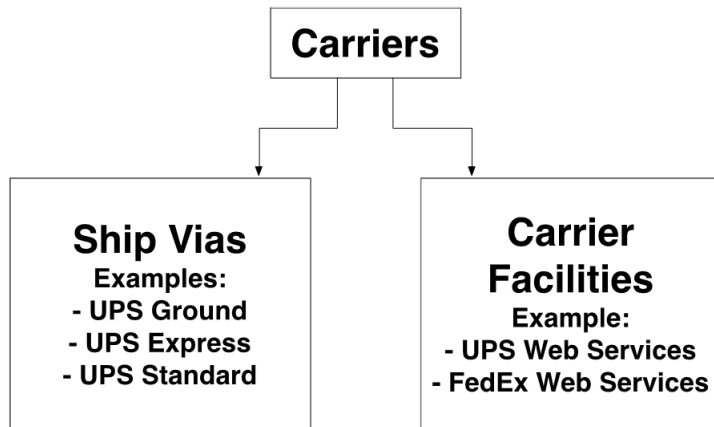 Carriers
Ship Vias
Examples:
- UPS Ground
- UPS Express
- UPS Standard
Carrier
Facilities
Example:
- UPS Web Services
- FedEx Web Services